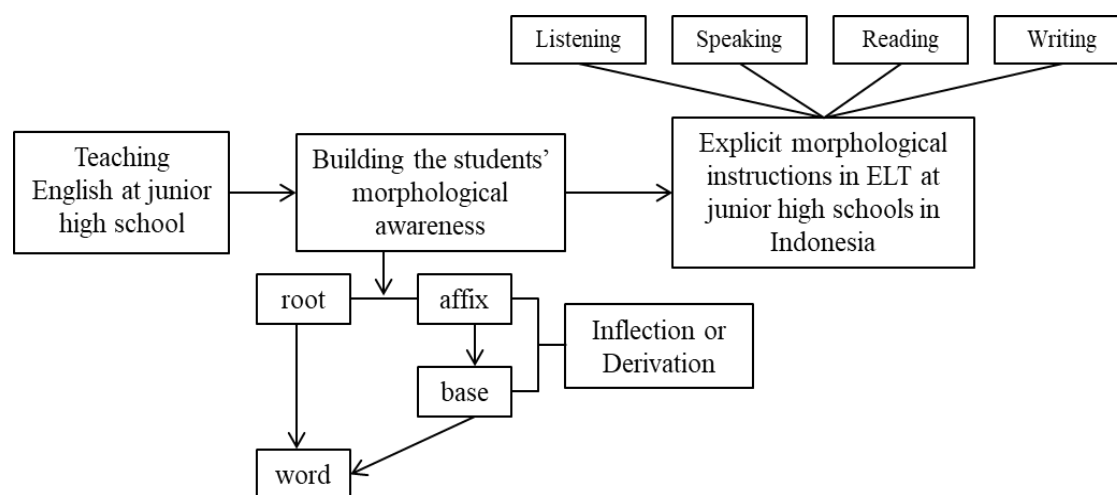 Listening
Speaking
Reading
Writing
Teaching
English at junior
high school
Building the students’
morphological
awareness
Explicit morphological
instructions in ELT at
junior high schools in
Indonesia
root
affix
Inflection or
Derivation
base
word